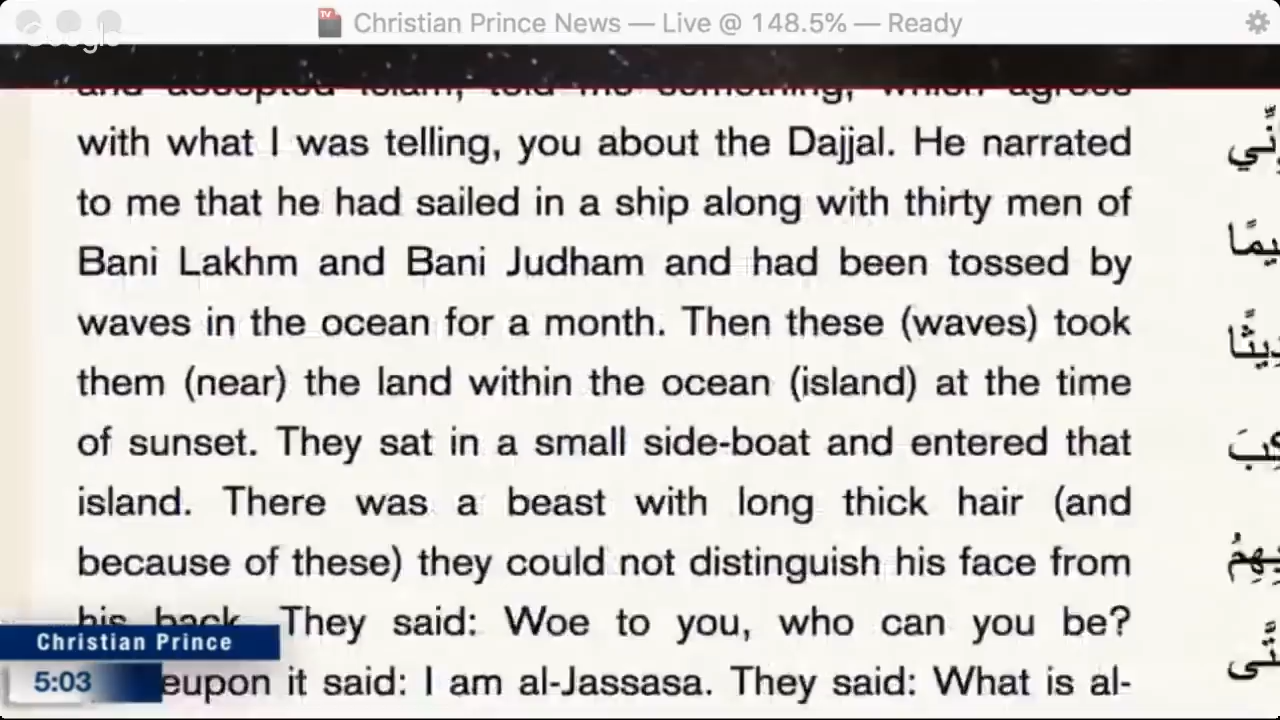 TV
Christian Prince News — Live @ 148.5% — Ready
Google
and accepted Islam, told me something, which agrees
with what I was telling, you about the Dajjal. He narrated
to me that he had sailed in a ship along with thirty men of
Bani Lakhm and Bani Judham and had been tossed by
waves in the ocean for a month. Then these (waves) took
them (near) the land within the ocean (island) at the time
of sunset. They sat in a small side-boat and entered that
island. There was a beast with long thick hair (and
because of these) they could not distinguish his face from
his back. They said: Woe to you, who can you be?
eupon it said: I am al-Jassasa. They said: What is al-
Christian Prince
5:03